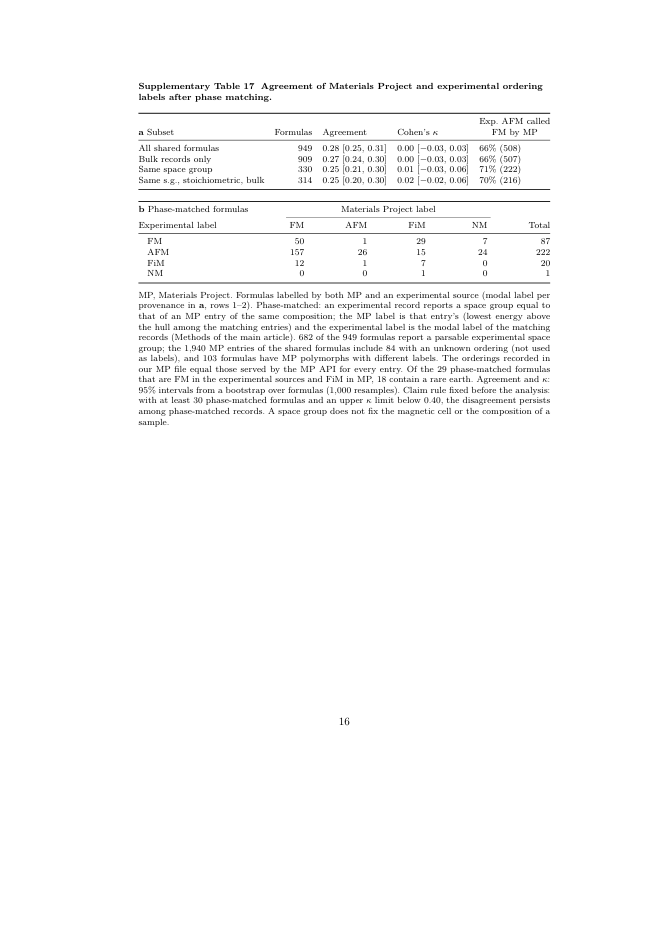 Supplementary Table 17 Agreement of Materials Project and experimental ordering
labels after phase matching.
Exp. AFM called
a Subset Formulas Agreement Cohen's κ FM by MP
All shared formulas 949 0.28 [0.25, 0.31] 0.00 [−0.03, 0.03] 66% (508)
Bulk records only 909 0.27 [0.24, 0.30] 0.00 [−0.03, 0.03] 66% (507)
Same space group 330 0.25 [0.21, 0.30] 0.01 [−0.03, 0.06] 71% (222)
Same s.g., stoichiometric, bulk 314 0.25 [0.20, 0.30] 0.02 [−0.02, 0.06] 70% (216)
b Phase-matched formulas Materials Project label
Experimental label FM AFM FiM NM Total
FM 50 1 29 7 87
AFM 157 26 15 24 222
FiM 12 1 7 0 20
NM 0 0 1 0 1
MP, Materials Project. Formulas labelled by both MP and an experimental source (modal label per
provenance in a, rows 1–2). Phase-matched: an experimental record reports a space group equal to
that of an MP entry of the same composition; the MP label is that entry's (lowest energy above
the hull among the matching entries) and the experimental label is the modal label of the matching
records (Methods of the main article). 682 of the 949 formulas report a parsable experimental space
group; the 1,940 MP entries of the shared formulas include 84 with an unknown ordering (not used
as labels), and 103 formulas have MP polymorphs with different labels. The orderings recorded in
our MP file equal those served by the MP API for every entry. Of the 29 phase-matched formulas
that are FM in the experimental sources and FiM in MP, 18 contain a rare earth. Agreement and κ:
95% intervals from a bootstrap over formulas (1,000 resamples). Claim rule fixed before the analysis:
with at least 30 phase-matched formulas and an upper κ limit below 0.40, the disagreement persists
among phase-matched records. A space group does not fix the magnetic cell or the composition of a
sample.
16